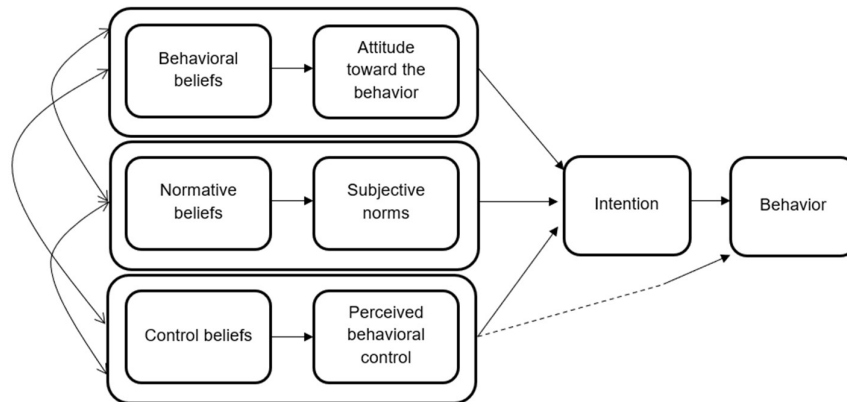 Behavioral
beliefs
Attitude
toward the
behavior
Normative
beliefs
Subjective
norms
Intention
Behavior
Control beliefs
Perceived
behavioral
control